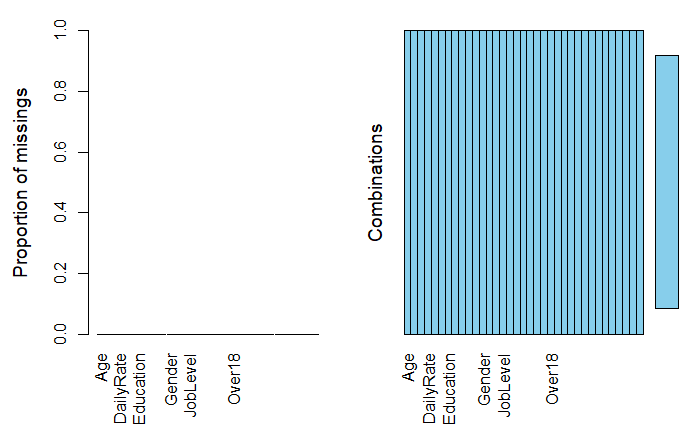 Proportion of missings
1.0
0.8
0.6
0.4
0.2
0.0
Age
DailyRate
Education
Gender
JobLevel
Over18
Combinations
Age
DailyRate
Education
Gender
JobLevel
Over18